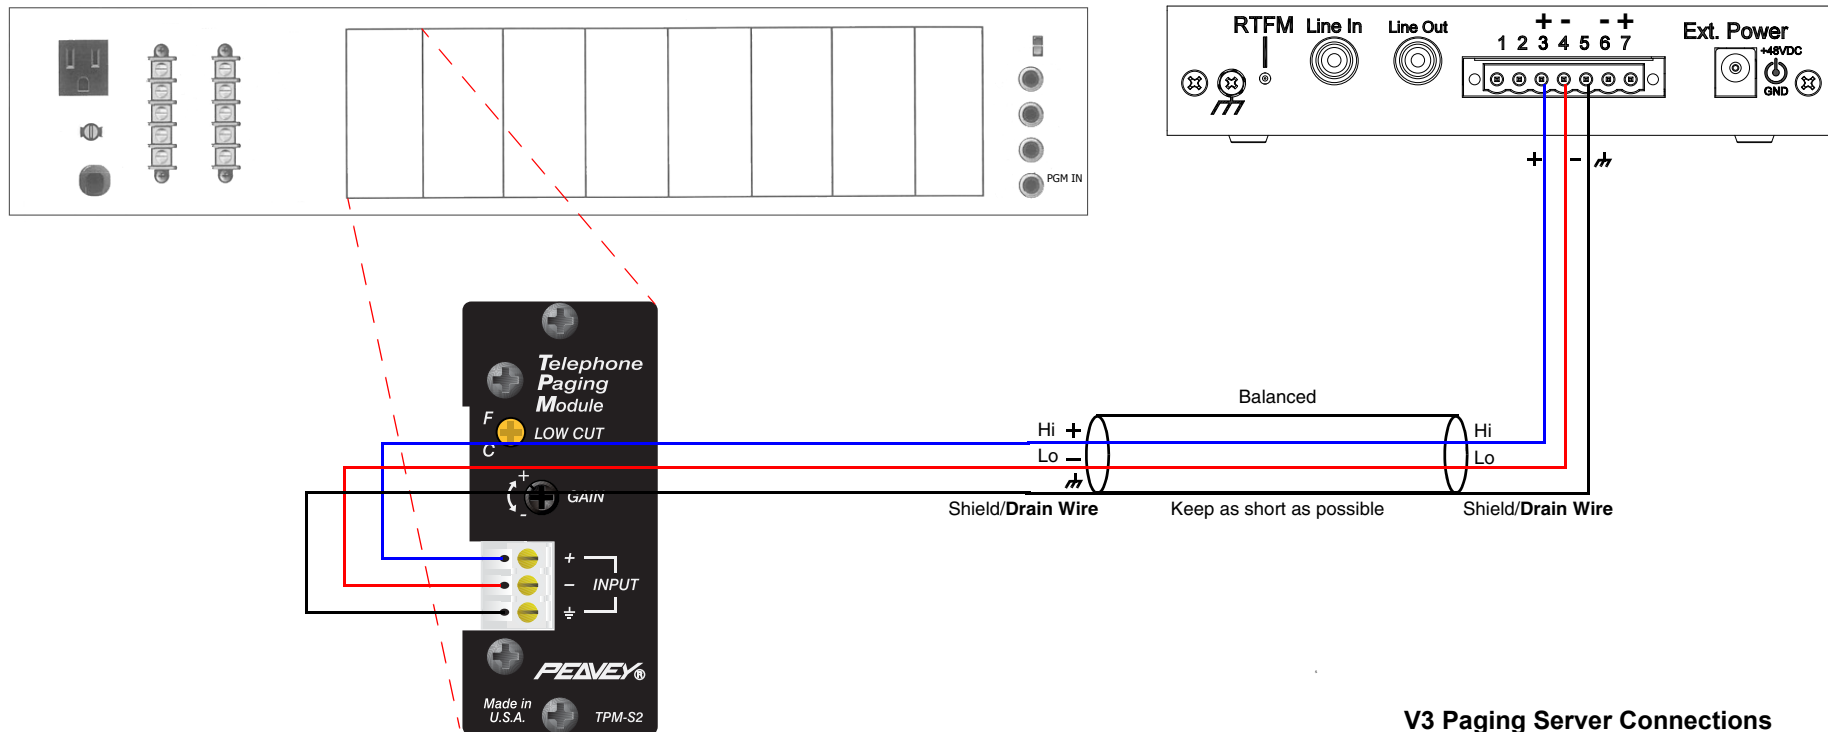 PGM IN
RTFM Line In Line Out + - - + Ext. Power
1 2 3 4 5 6 7
+48VDC
GND
+ -
Telephone
Paging
Module
F
LOW CUT
C
+
GAIN
-
+
- INPUT
PEAVEY®
Made in
U.S.A.
TPM-S2
Balanced
Hi + Hi
Lo - Lo
Shield/Drain Wire Keep as short as possible Shield/Drain Wire
V3 Paging Server Connections